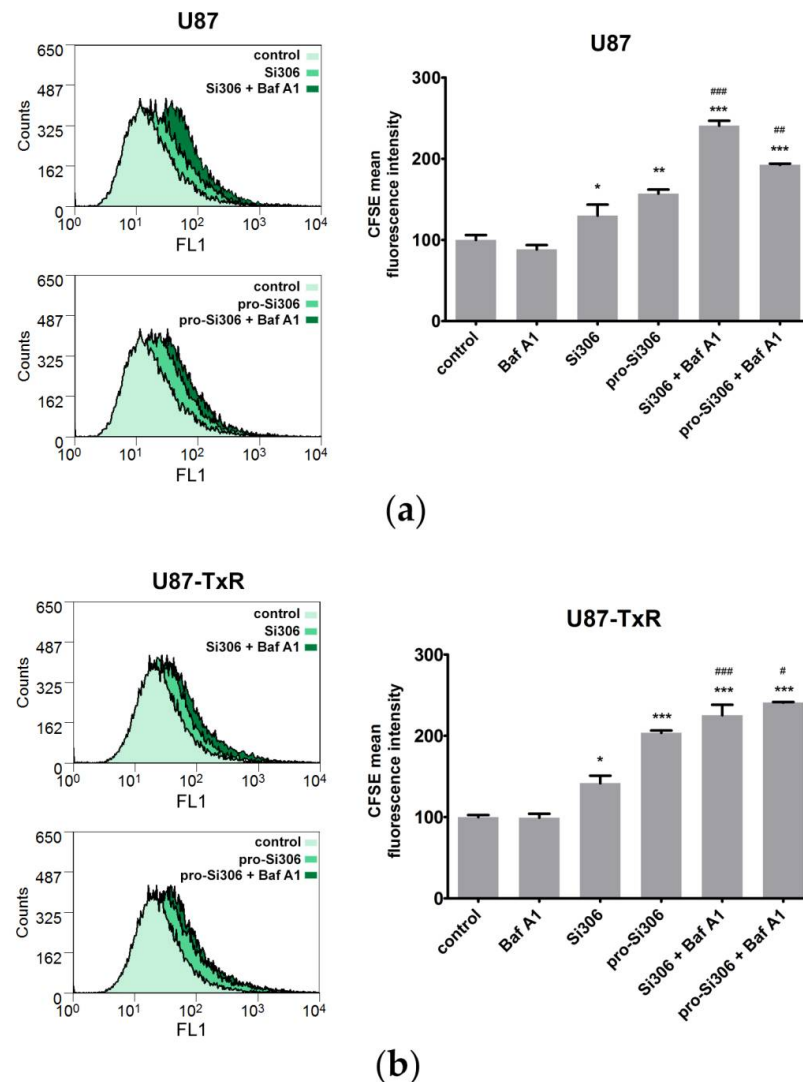 U87
650
487
325
162
0
Counts
control
Si306
Si306 + Baf A1
10⁰ 10¹ 10² 10³ 10⁴
FL1
650
487
325
162
0
Counts
control
pro-Si306
pro-Si306 + Baf A1
10⁰ 10¹ 10² 10³ 10⁴
FL1
U87
300
200
100
0
CFSE mean
fluorescence intensity
*
**
###
***
##
***
control
Baf A1
Si306
pro-Si306
Si306 + Baf A1
pro-Si306 + Baf A1
(a)
U87-TxR
650
487
325
162
0
Counts
control
Si306
Si306 + Baf A1
10⁰ 10¹ 10² 10³ 10⁴
FL1
650
487
325
162
0
Counts
control
pro-Si306
pro-Si306 + Baf A1
10⁰ 10¹ 10² 10³ 10⁴
FL1
U87-TxR
300
200
100
0
CFSE mean
fluorescence intensity
*
***
###
***
#
***
control
Baf A1
Si306
pro-Si306
Si306 + Baf A1
pro-Si306 + Baf A1
(b)